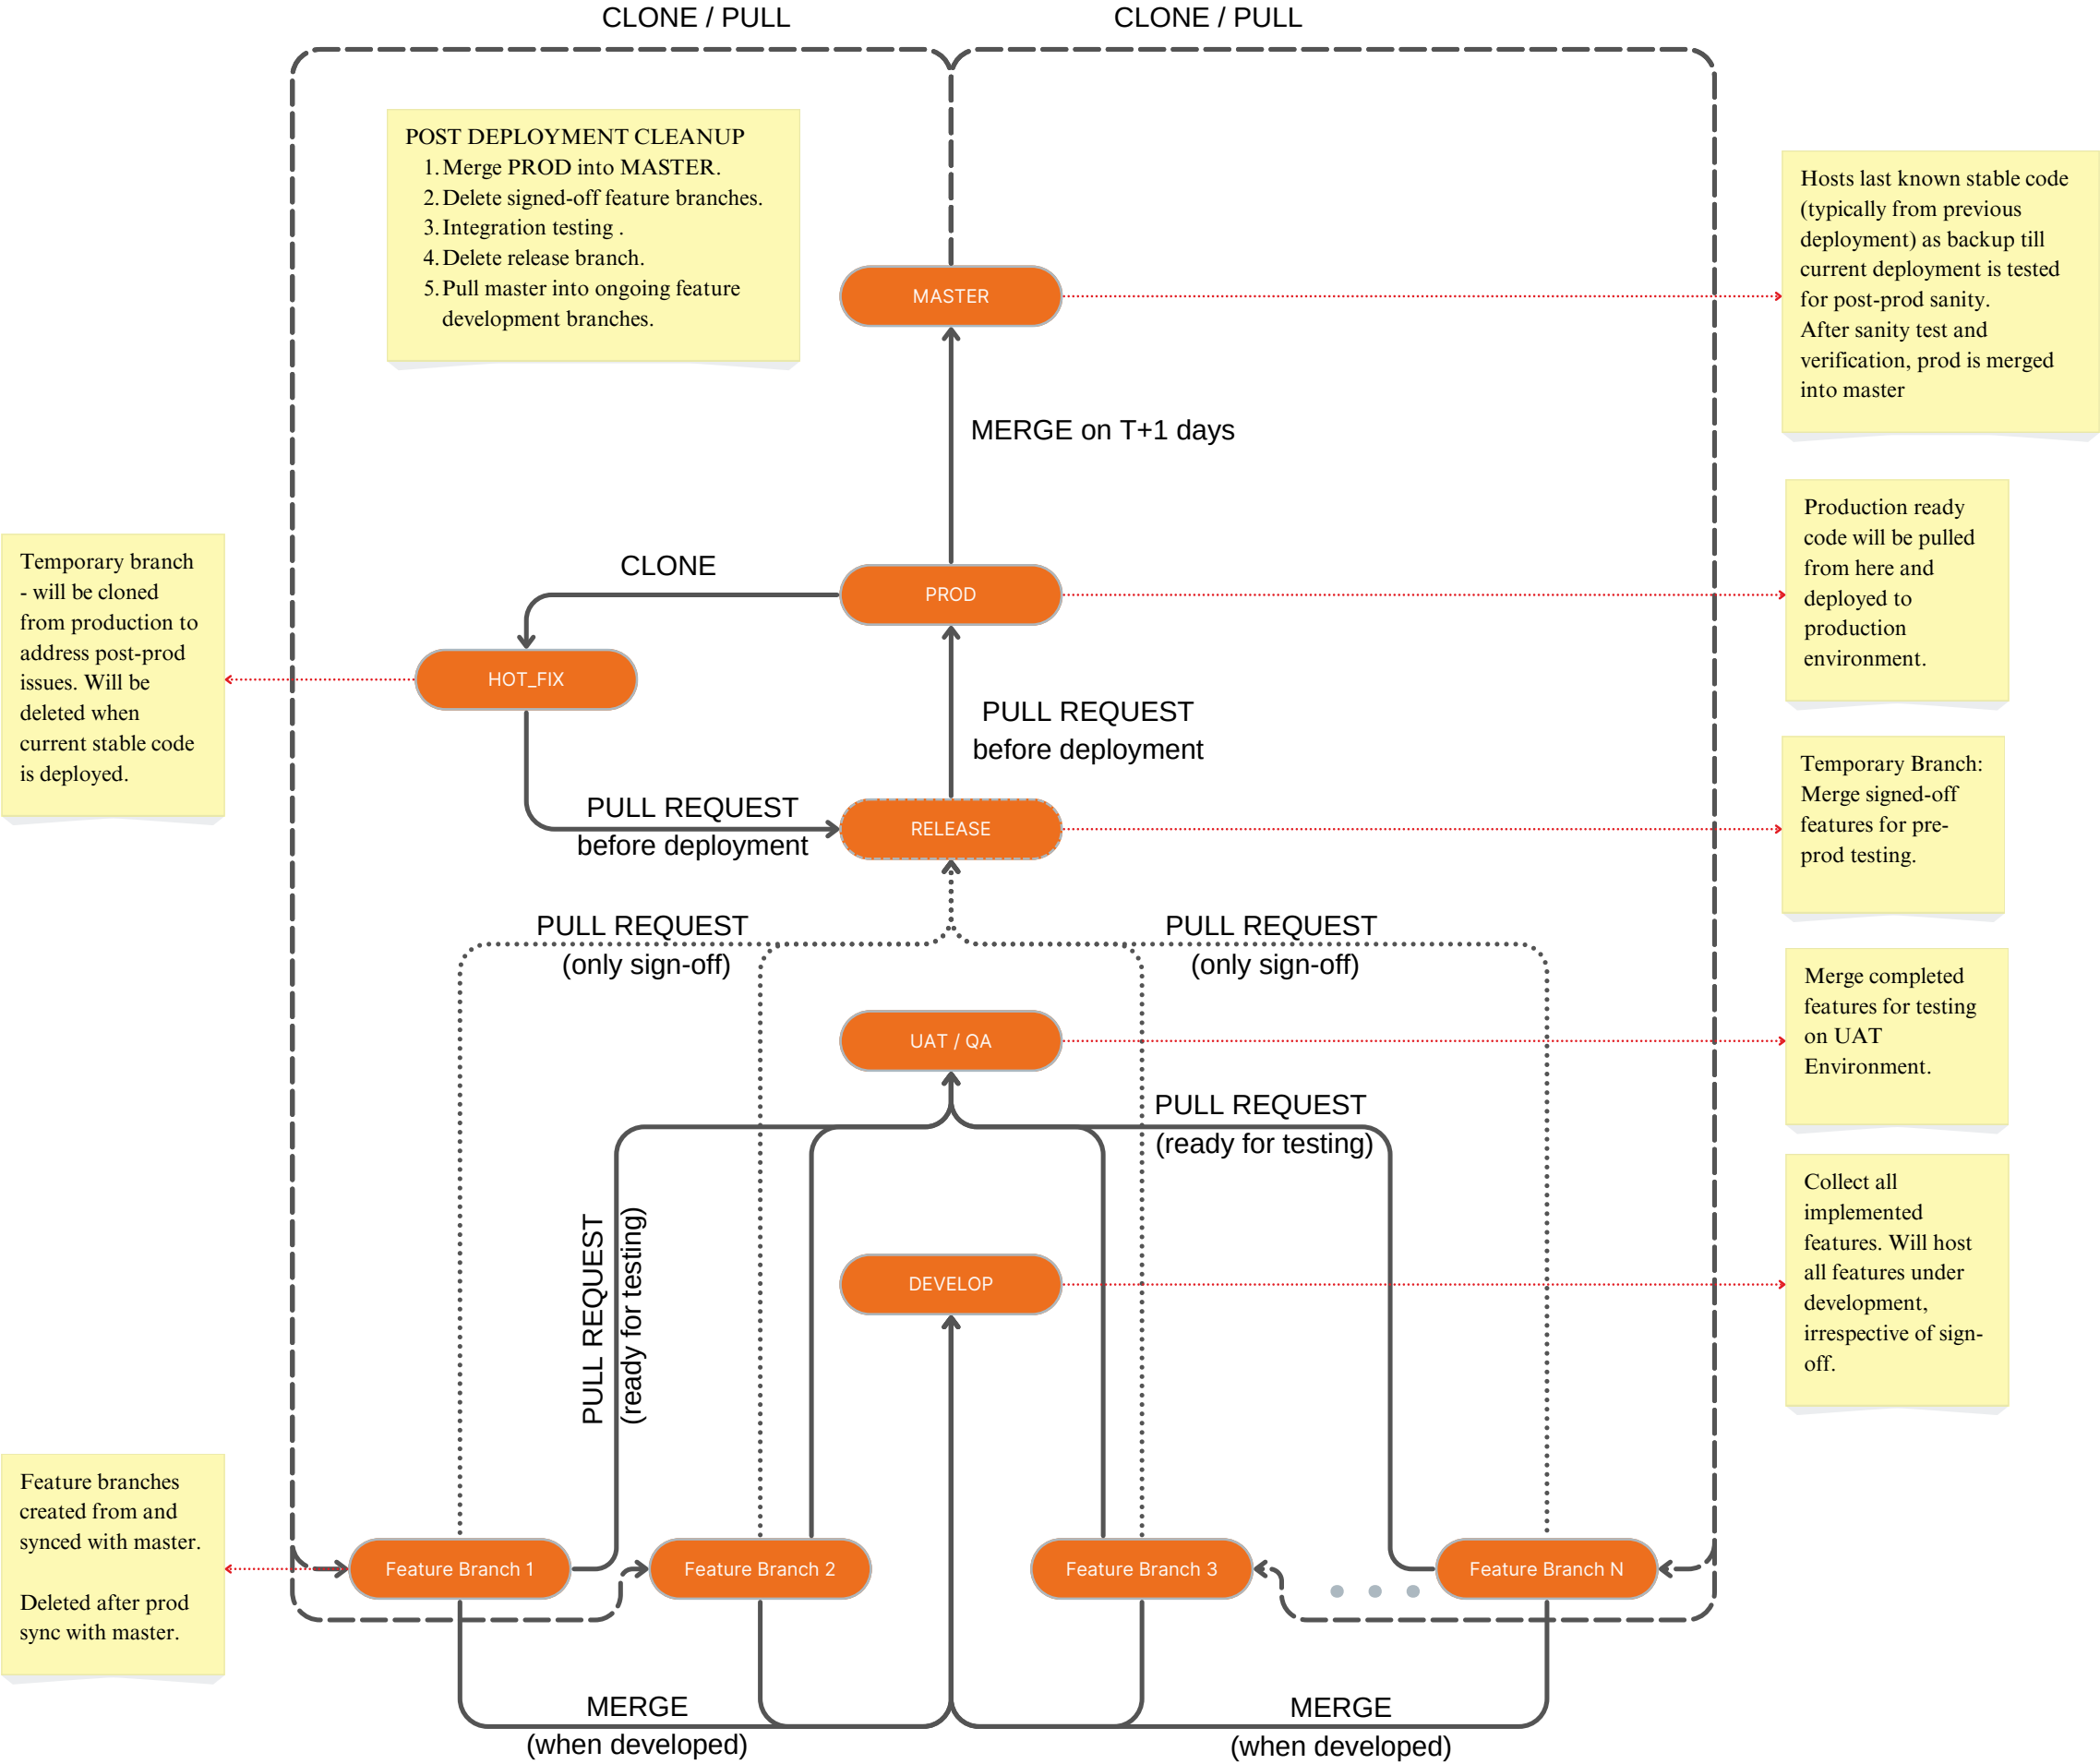 CLONE / PULL
CLONE / PULL
POST DEPLOYMENT CLEANUP
1. Merge PROD into MASTER.
2. Delete signed-off feature branches.
3. Integration testing .
4. Delete release branch.
5. Pull master into ongoing feature
development branches.
MASTER
Hosts last known stable code
(typically from previous
deployment) as backup till
current deployment is tested
for post-prod sanity.
After sanity test and
verification, prod is merged
into master
MERGE on T+1 days
Temporary branch
- will be cloned
from production to
address post-prod
issues. Will be
deleted when
current stable code
is deployed.
CLONE
PROD
Production ready
code will be pulled
from here and
deployed to
production
environment.
HOT_FIX
PULL REQUEST
before deployment
PULL REQUEST
before deployment
RELEASE
Temporary Branch:
Merge signed-off
features for pre-
prod testing.
PULL REQUEST
(only sign-off)
PULL REQUEST
(only sign-off)
UAT / QA
Merge completed
features for testing
on UAT
Environment.
PULL REQUEST
(ready for testing)
PULL REQUEST
(ready for testing)
DEVELOP
Collect all
implemented
features. Will host
all features under
development,
irrespective of sign-
off.
Feature branches
created from and
synced with master.
Deleted after prod
sync with master.
Feature Branch 1
Feature Branch 2
Feature Branch 3
Feature Branch N
MERGE
(when developed)
MERGE
(when developed)